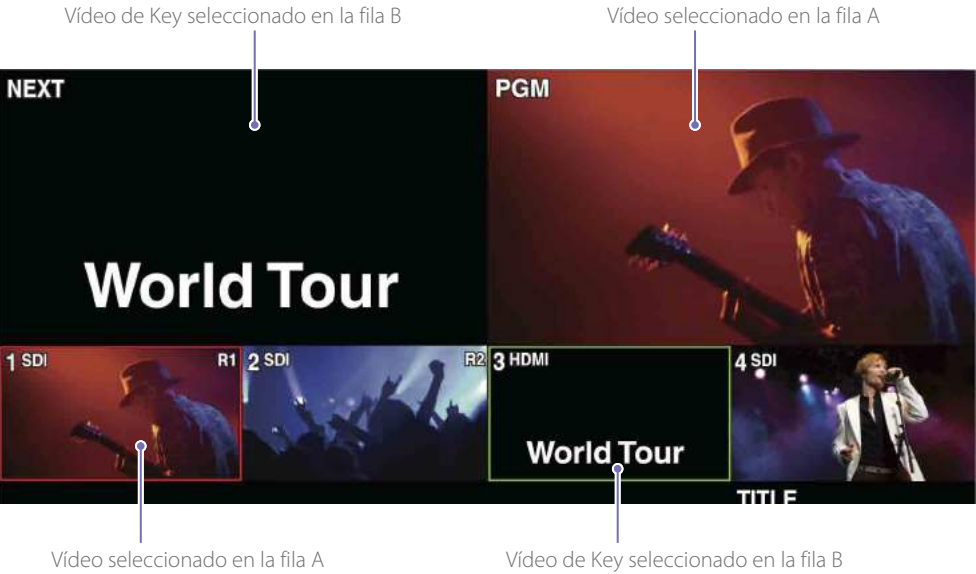 Vídeo de Key seleccionado en la fila B
Vídeo seleccionado en la fila A
NEXT
PGM
World Tour
1 SDI R1
2 SDI R2
3 HDMI
4 SDI
World Tour
TITLE
Vídeo seleccionado en la fila A
Vídeo de Key seleccionado en la fila B